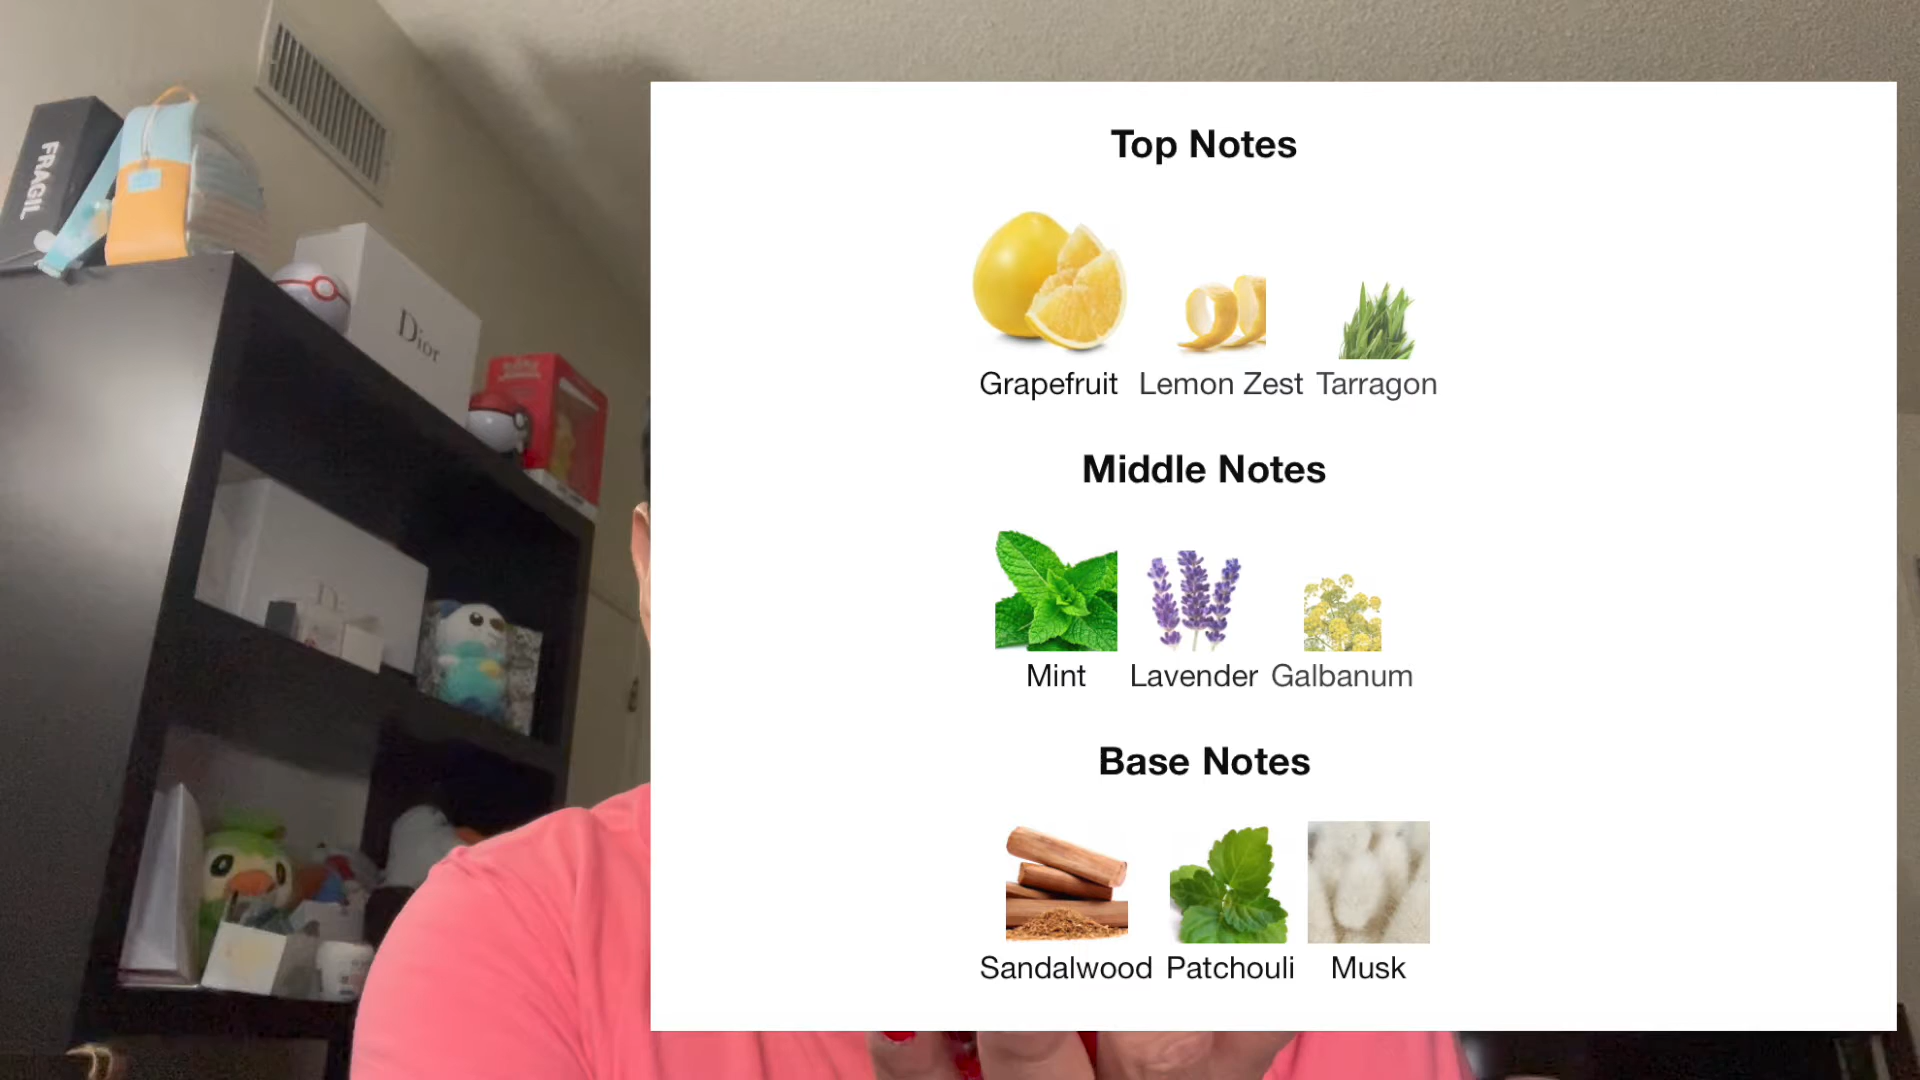 FRAGIL
Dior
Top Notes
Grapefruit Lemon Zest Tarragon
Middle Notes
Mint Lavender Galbanum
Base Notes
Sandalwood Patchouli Musk